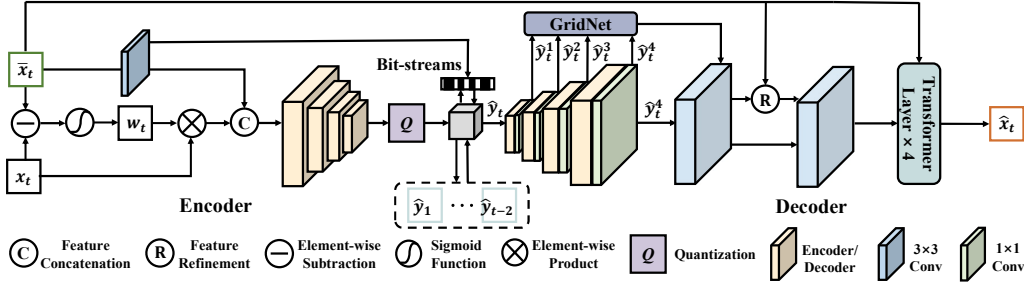 GridNet
x̄ₜ
Bit-streams
ŷₜ¹ ŷₜ² ŷₜ³ ŷₜ⁴
ŷₜ
wₜ
C
Q
ŷₜ⁴
R
Transformer
Layer × 4
x̂ₜ
xₜ
Encoder
ŷ₁ ··· ŷₜ₋₂
Decoder
C Feature
Concatenation
R Feature
Refinement
Element-wise
Subtraction
Sigmoid
Function
Element-wise
Product
Q Quantization
Encoder/
Decoder
3×3
Conv
1×1
Conv